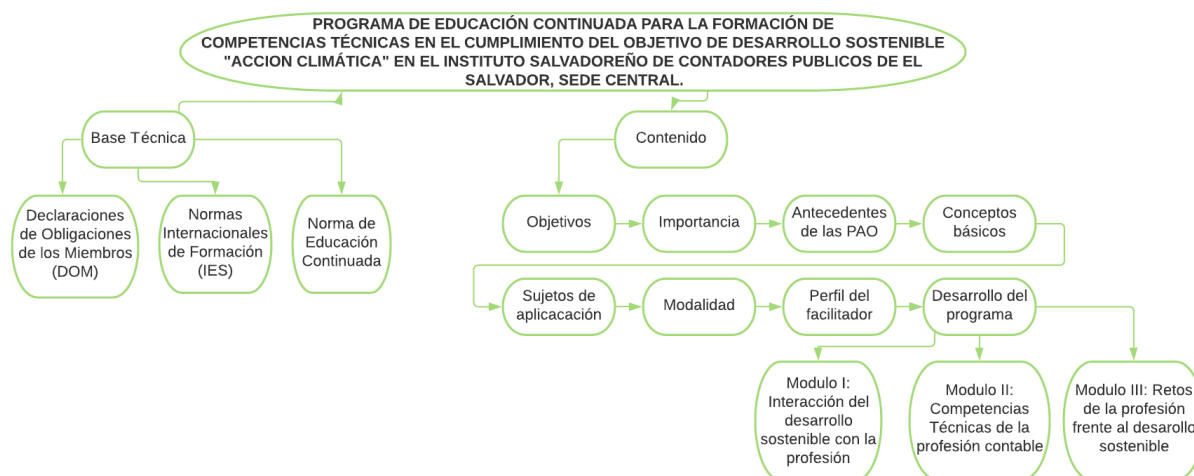 PROGRAMA DE EDUCACIÓN CONTINUADA PARA LA FORMACIÓN DE
COMPETENCIAS TÉCNICAS EN EL CUMPLIMIENTO DEL OBJETIVO DE DESARROLLO SOSTENIBLE
"ACCION CLIMÁTICA" EN EL INSTITUTO SALVADOREÑO DE CONTADORES PUBLICOS DE EL
SALVADOR, SEDE CENTRAL.
Base Técnica
Contenido
Declaraciones
de Obligaciones
de los Miembros
(DOM)
Normas
Internacionales
de Formación
(IES)
Norma de
Educación
Continuada
Objetivos
Importancia
Antecedentes
de las PAO
Conceptos
básicos
Sujetos de
aplicacación
Modalidad
Perfil del
facilitador
Desarrollo del
programa
Modulo I:
Interacción del
desarrollo
sostenible con la
profesión
Modulo II:
Competencias
Técnicas de la
profesión contable
Modulo III: Retos
de la profesión
frente al desarollo
sostenible